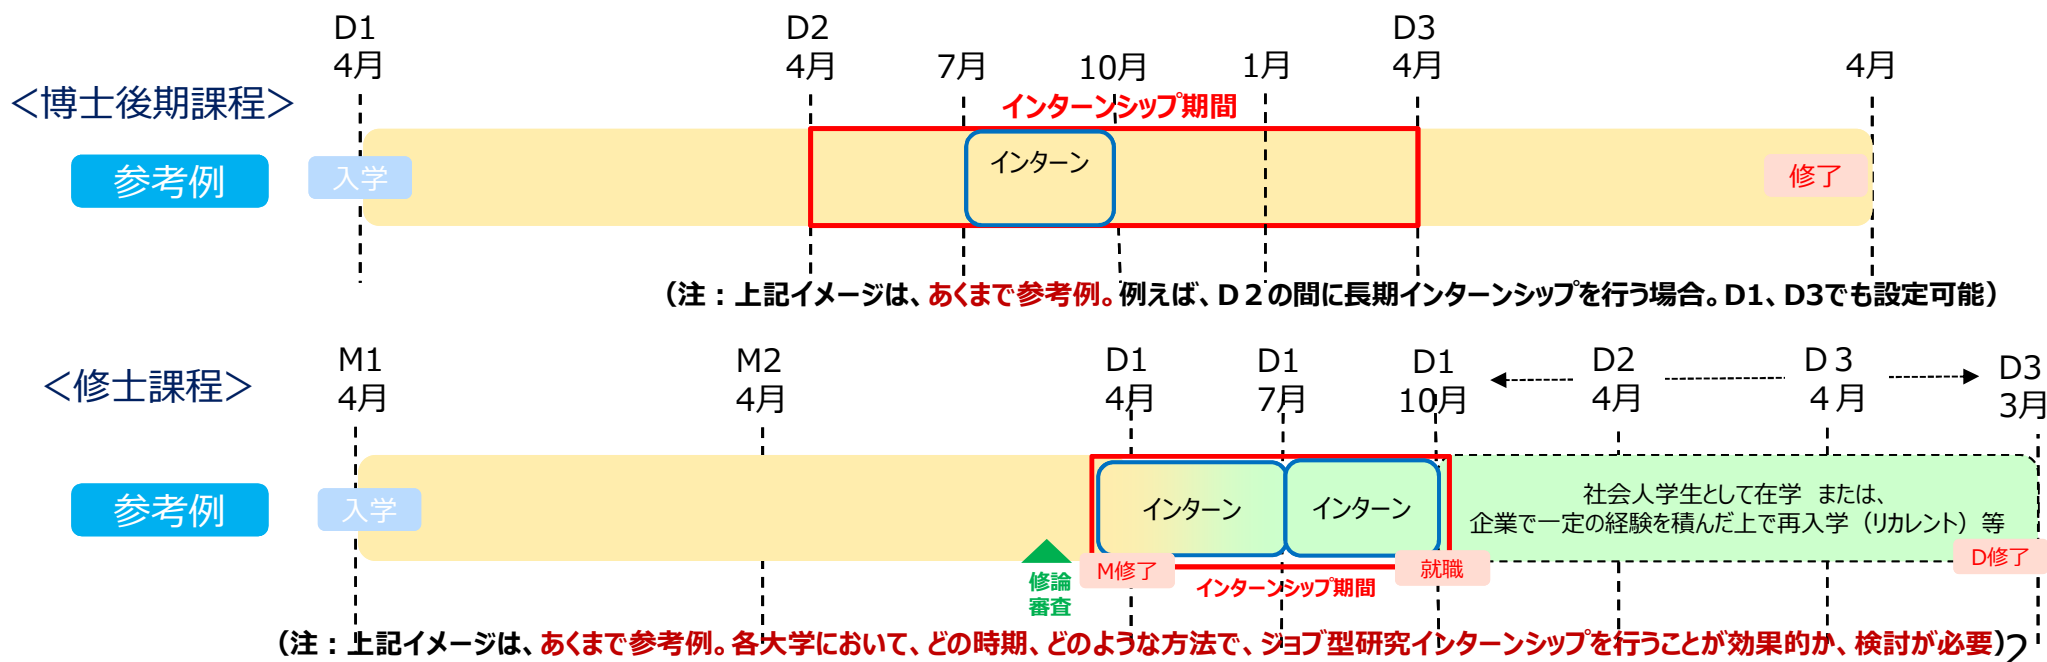 D1
4月
D2
4月
7月
10月
1月
D3
4月
4月
＜博士後期課程＞
インターンシップ期間
参考例
入学
インターン
修了
（注：上記イメージは、あくまで参考例。例えば、D２の間に長期インターンシップを行う場合。D1、D3でも設定可能）
＜修士課程＞
M1
4月
M2
4月
D1
4月
D1
7月
D1
10月
D2
4月
D３
４月
D3
3月
参考例
入学
インターン
インターン
社会人学生として在学　または、
企業で一定の経験を積んだ上で再入学（リカレント）等
修論
審査
M修了
インターンシップ期間
就職
D修了
（注：上記イメージは、あくまで参考例。各大学において、どの時期、どのような方法で、ジョブ型研究インターンシップを行うことが効果的か、検討が必要）
2